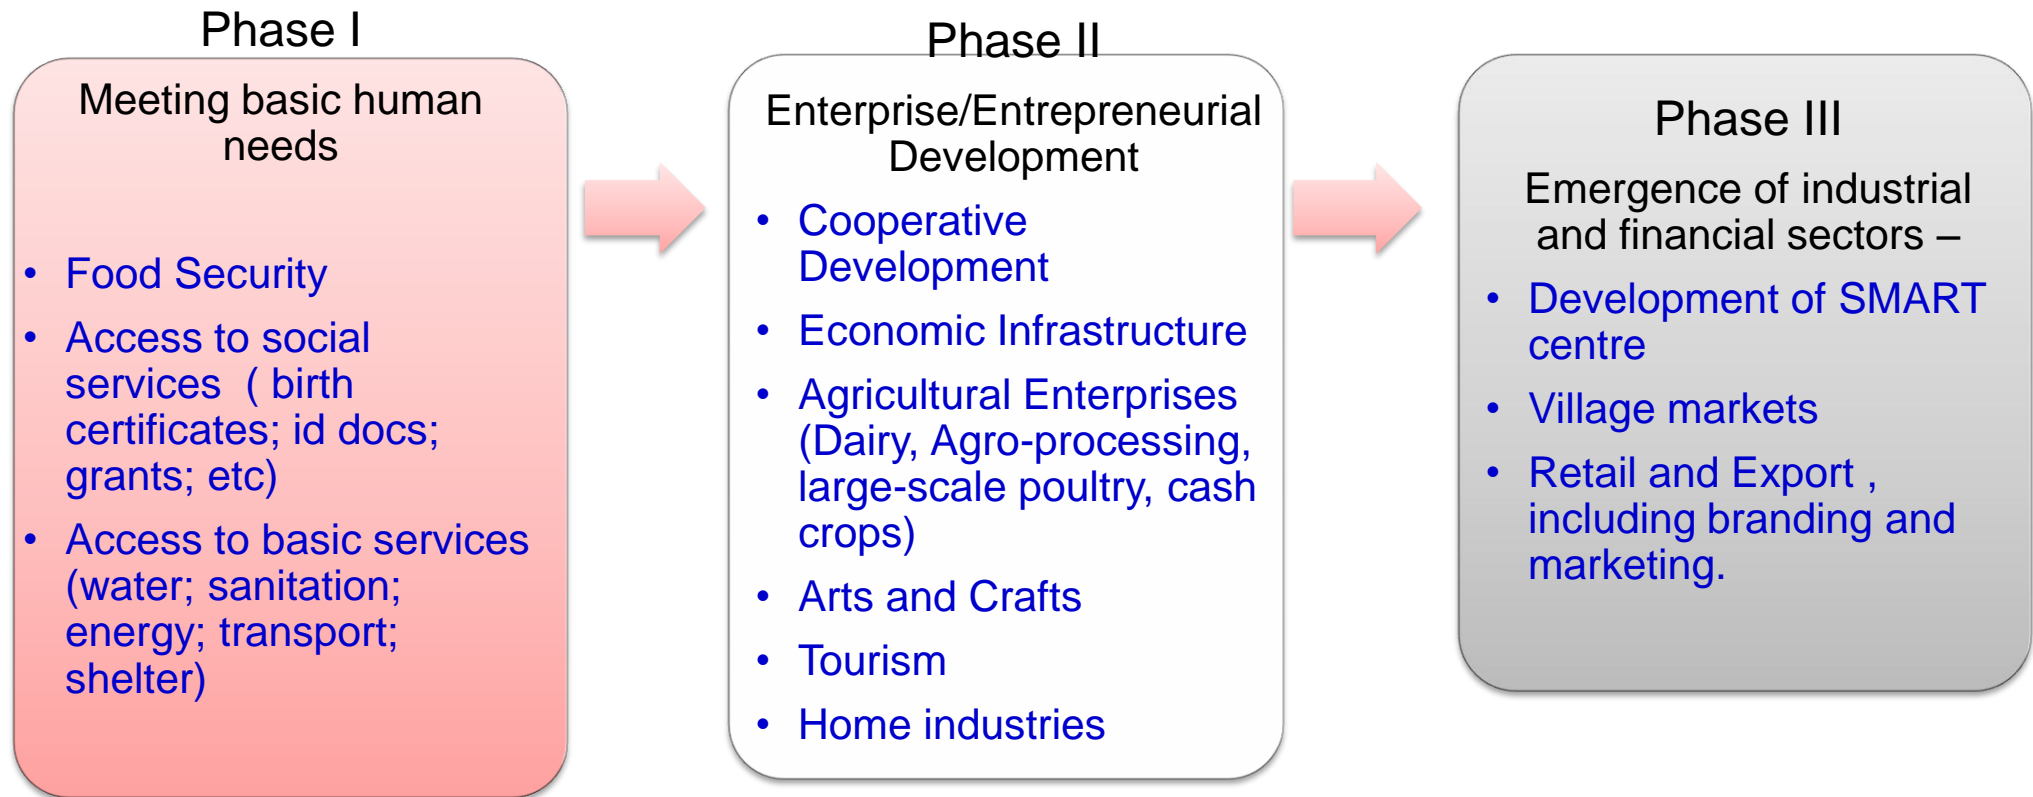 Phase I
Meeting basic human
needs
• Food Security
• Access to social
services ( birth
certificates; id docs;
grants; etc)
• Access to basic services
(water; sanitation;
energy; transport;
shelter)
Phase II
Enterprise/Entrepreneurial
Development
• Cooperative
Development
• Economic Infrastructure
• Agricultural Enterprises
(Dairy, Agro-processing,
large-scale poultry, cash
crops)
• Arts and Crafts
• Tourism
• Home industries
Phase III
Emergence of industrial
and financial sectors –
• Development of SMART
centre
• Village markets
• Retail and Export ,
including branding and
marketing.